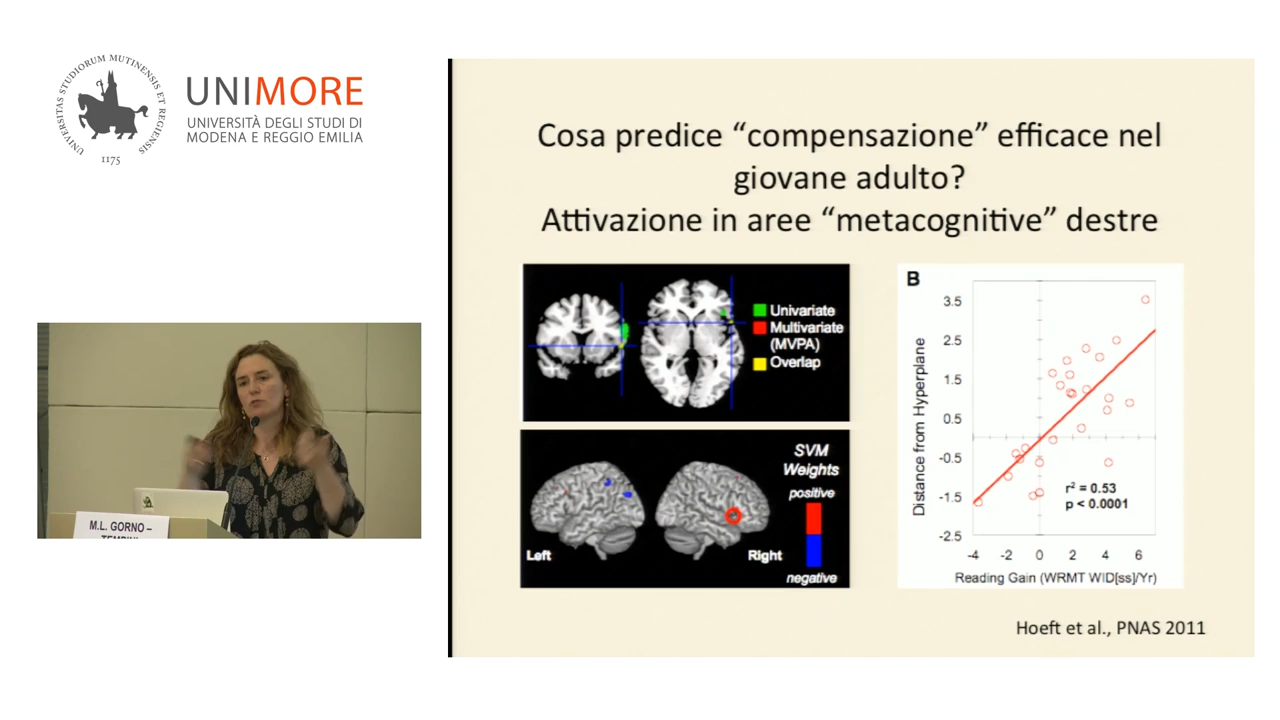 UNIVERSITAS STUDIORUM MUTINENSIS ET REGIENSIS
1175
UNIMORE
UNIVERSITÀ DEGLI STUDI DI
MODENA E REGGIO EMILIA
M.L. GORNO –
Cosa predice “compensazione” efficace nel
giovane adulto?
Attivazione in aree “metacognitive” destre
Univariate
Multivariate
(MVPA)
Overlap
SVM
Weights
positive
negative
Left
Right
B
Distance from Hyperplane
3.5
2.5
1.5
0.5
-0.5
-1.5
-2.5
r² = 0.53
p < 0.0001
-4 -2 0 2 4 6
Reading Gain (WRMT WID[ss]/Yr)
Hoeft et al., PNAS 2011